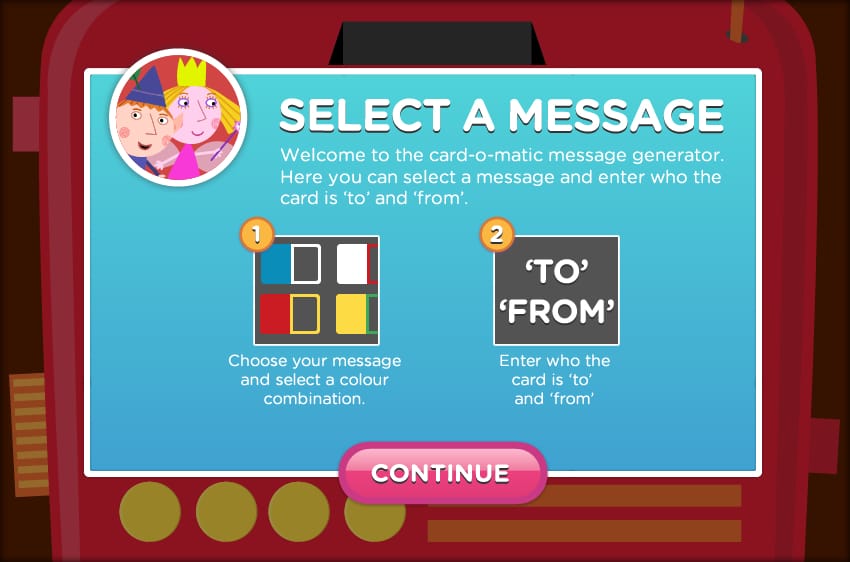 SELECT A MESSAGE
Welcome to the card-o-matic message generator.
Here you can select a message and enter who the
card is ‘to’ and ‘from’.
1
Choose your message
and select a colour
combination.
2
‘TO’
‘FROM’
Enter who the
card is ‘to’
and ‘from’
CONTINUE